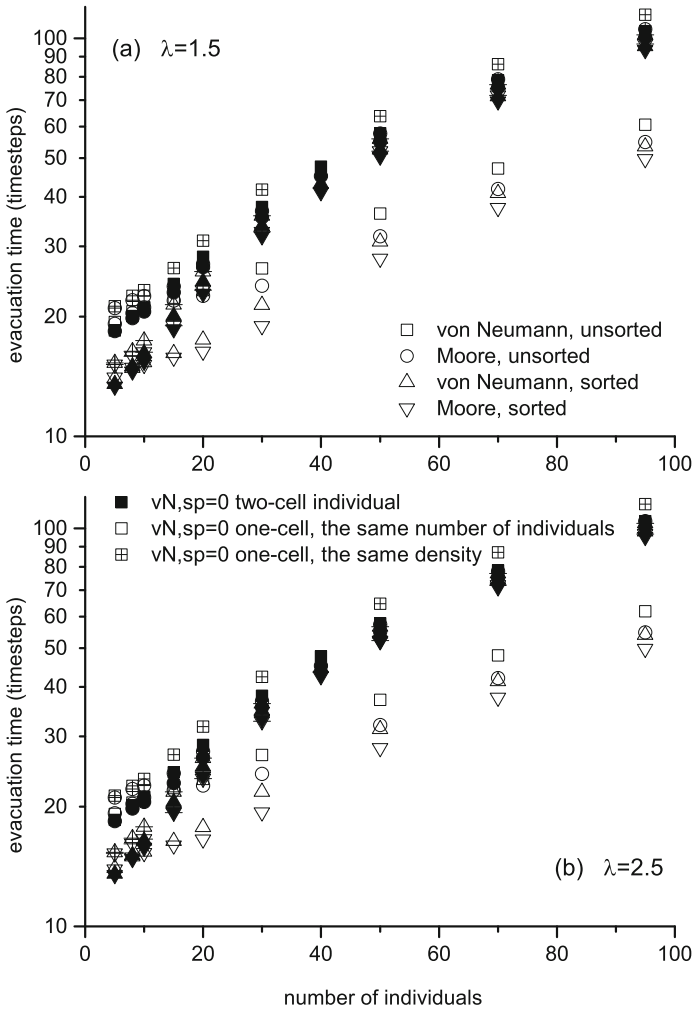 (a) λ=1.5
evacuation time (timesteps)
100
90
80
70
60
50
40
30
20
10
von Neumann, unsorted
Moore, unsorted
von Neumann, sorted
Moore, sorted
0 20 40 60 80 100
vN,sp=0 two-cell individual
vN,sp=0 one-cell, the same number of individuals
vN,sp=0 one-cell, the same density
evacuation time (timesteps)
100
90
80
70
60
50
40
30
20
10
(b) λ=2.5
0 20 40 60 80 100
number of individuals